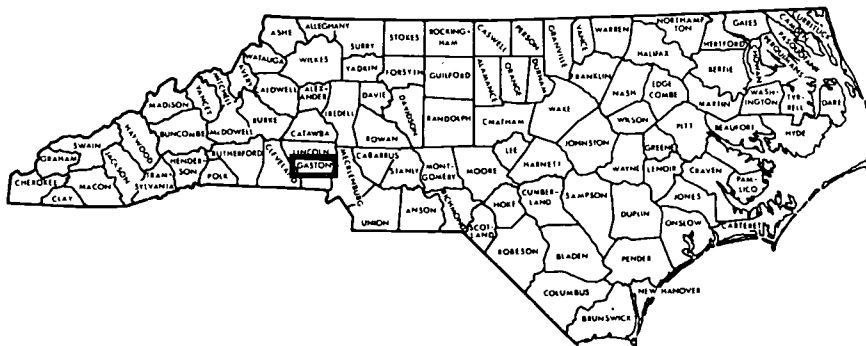 ASHE
ALLEGHANY
SURRY
STOKES
ROCKING-
HAM
CASWELL
PERSON
GRANVILLE
VANCE
WARREN
NORTHAMP
TON
GATES
HERTFORD
CURRITUCK
CAMDEN
PASQUOTANK
PERQUIMANS
CHOWAN
HALIFAX
BERTIE
WATAUGA
WILKES
YADKIN
FORSYTH
GUILFORD
ALAMANCE
ORANGE
DURHAM
FRANKLIN
NASH
EDGE
COMBE
MARTIN
WASH-
INGTON
TYR-
RELL
DARE
MADISON
YANCEY
MITCHELL
AVERY
CALDWELL
ALEX-
ANDER
IREDELL
DAVIE
DAVIDSON
RANDOLPH
CHATHAM
WAKE
WILSON
PITT
BEAUFORT
HYDE
BUNCOMBE
McDOWELL
BURKE
CATAWBA
ROWAN
JOHNSTON
GREENE
LEE
HARNETT
WAYNE
LENOIR
CRAVEN
PAM-
LICO
GRAHAM
SWAIN
HAYWOOD
JACKSON
HENDER-
SON
POLK
RUTHERFORD
CLEVELAND
LINCOLN
GASTON
MECKLENBURG
CABARRUS
STANLY
MONT-
GOMERY
MOORE
CHEROKEE
CLAY
MACON
TRAN-
SYLVANIA
UNION
ANSON
RICHMOND
SCOT-
LAND
HOKE
CUMBER-
LAND
SAMPSON
DUPLIN
JONES
ONSLOW
CARTERET
ROBESON
BLADEN
PENDER
COLUMBUS
NEW HANOVER
BRUNSWICK